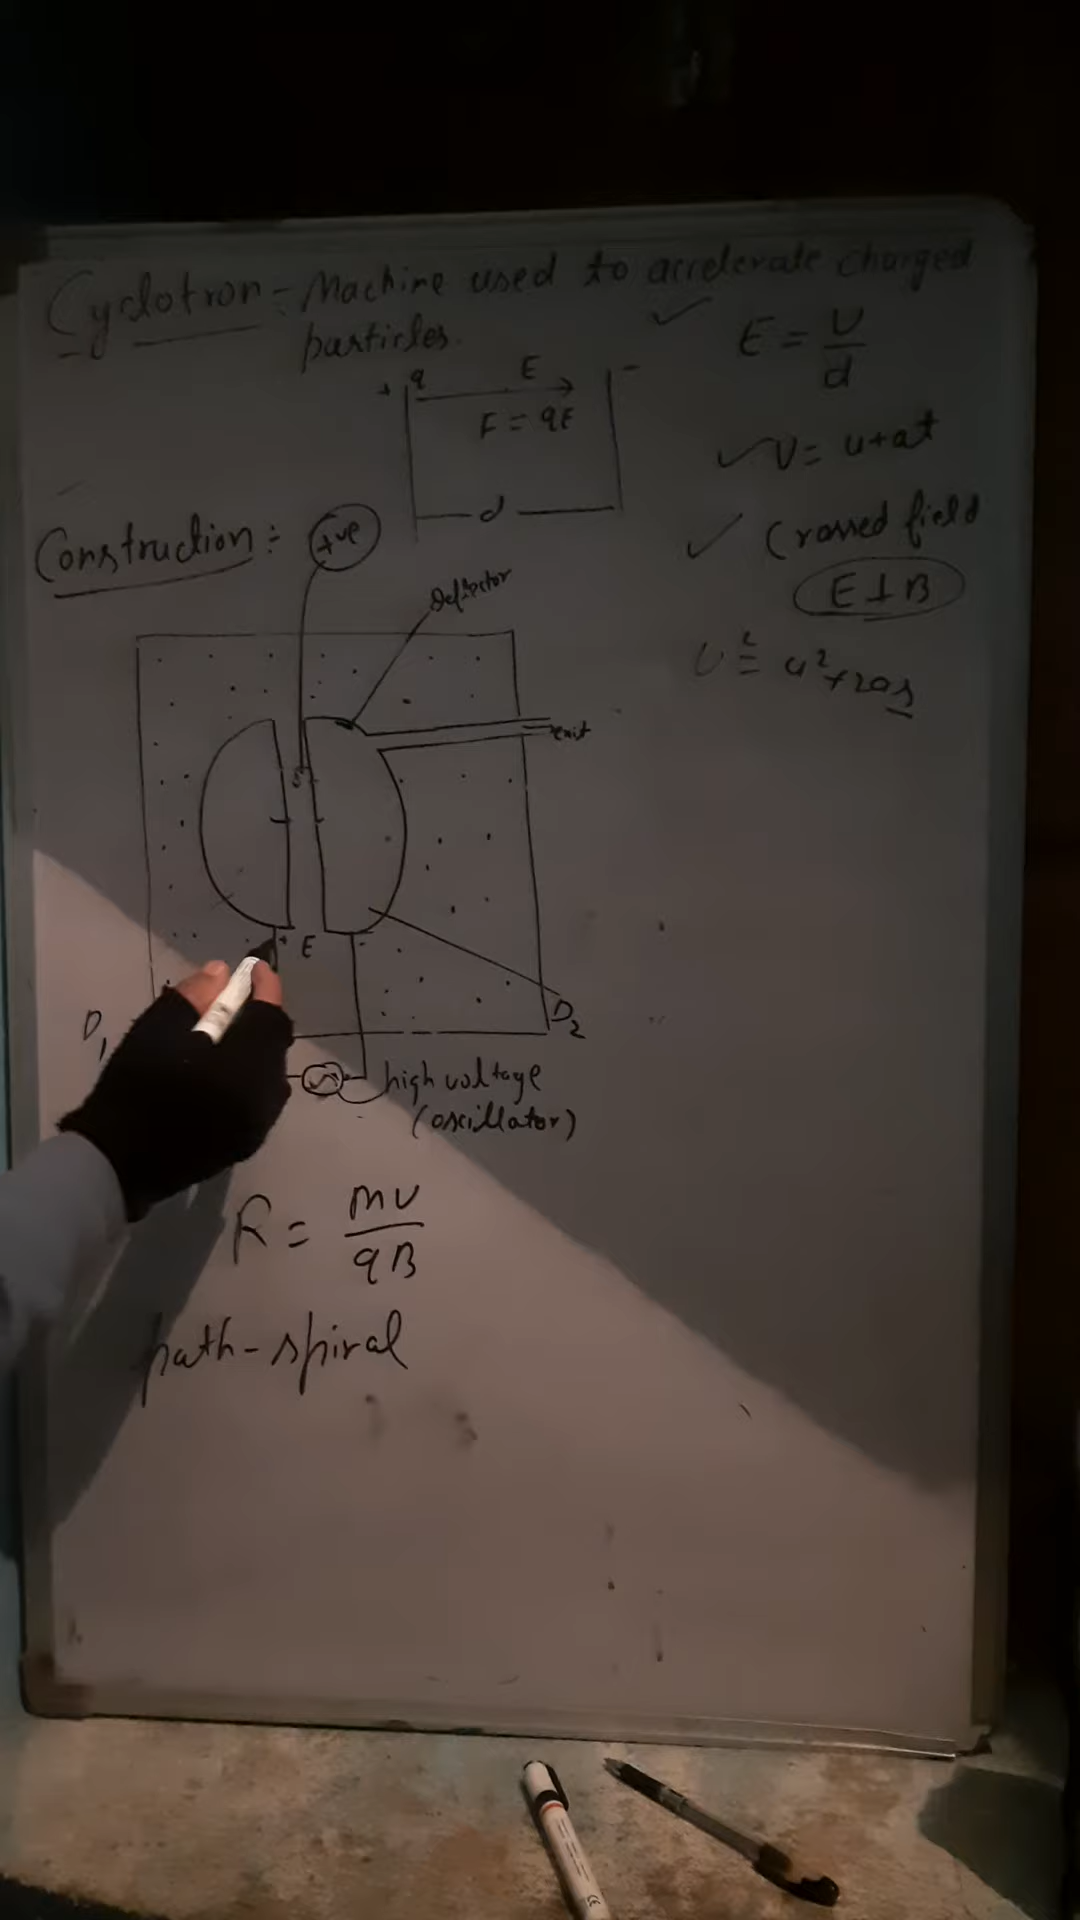 Cyclotron - Machine used to accelerate charged
particles.
E = V/d
+ q E -
F = qE
d
V = u+at
Construction :-
+ve
Crossed field
E⊥B
Deflector
v² = u²+2as
exit
S
+ E -
D₁
D₂
high voltage
(oscillator)
R = mv/qB
path - spiral